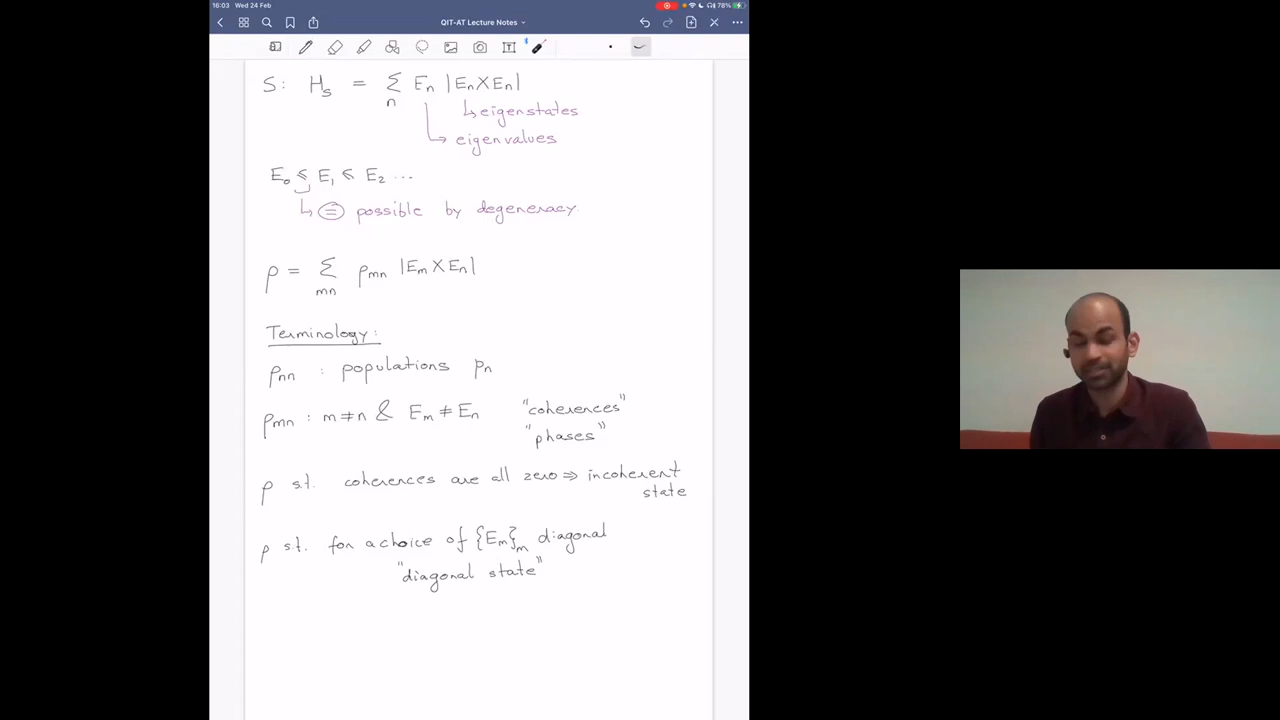 16:03 Wed 24 Feb
78%
QIT-AT Lecture Notes
S: H_s = Σ_n E_n |E_n X E_n|
↳ eigenstates
↳ eigenvalues
E_0 ≤ E_1 ≤ E_2 ...
↳ = possible by degeneracy.
ρ = Σ_mn ρ_mn |E_m X E_n|
Terminology:
ρ_nn : populations p_n
ρ_mn : m ≠ n & E_m ≠ E_n "coherences"
"phases"
ρ s.t. coherences are all zero ⇒ incoherent
state
ρ s.t. for a choice of {E_m}_m diagonal
"diagonal state"